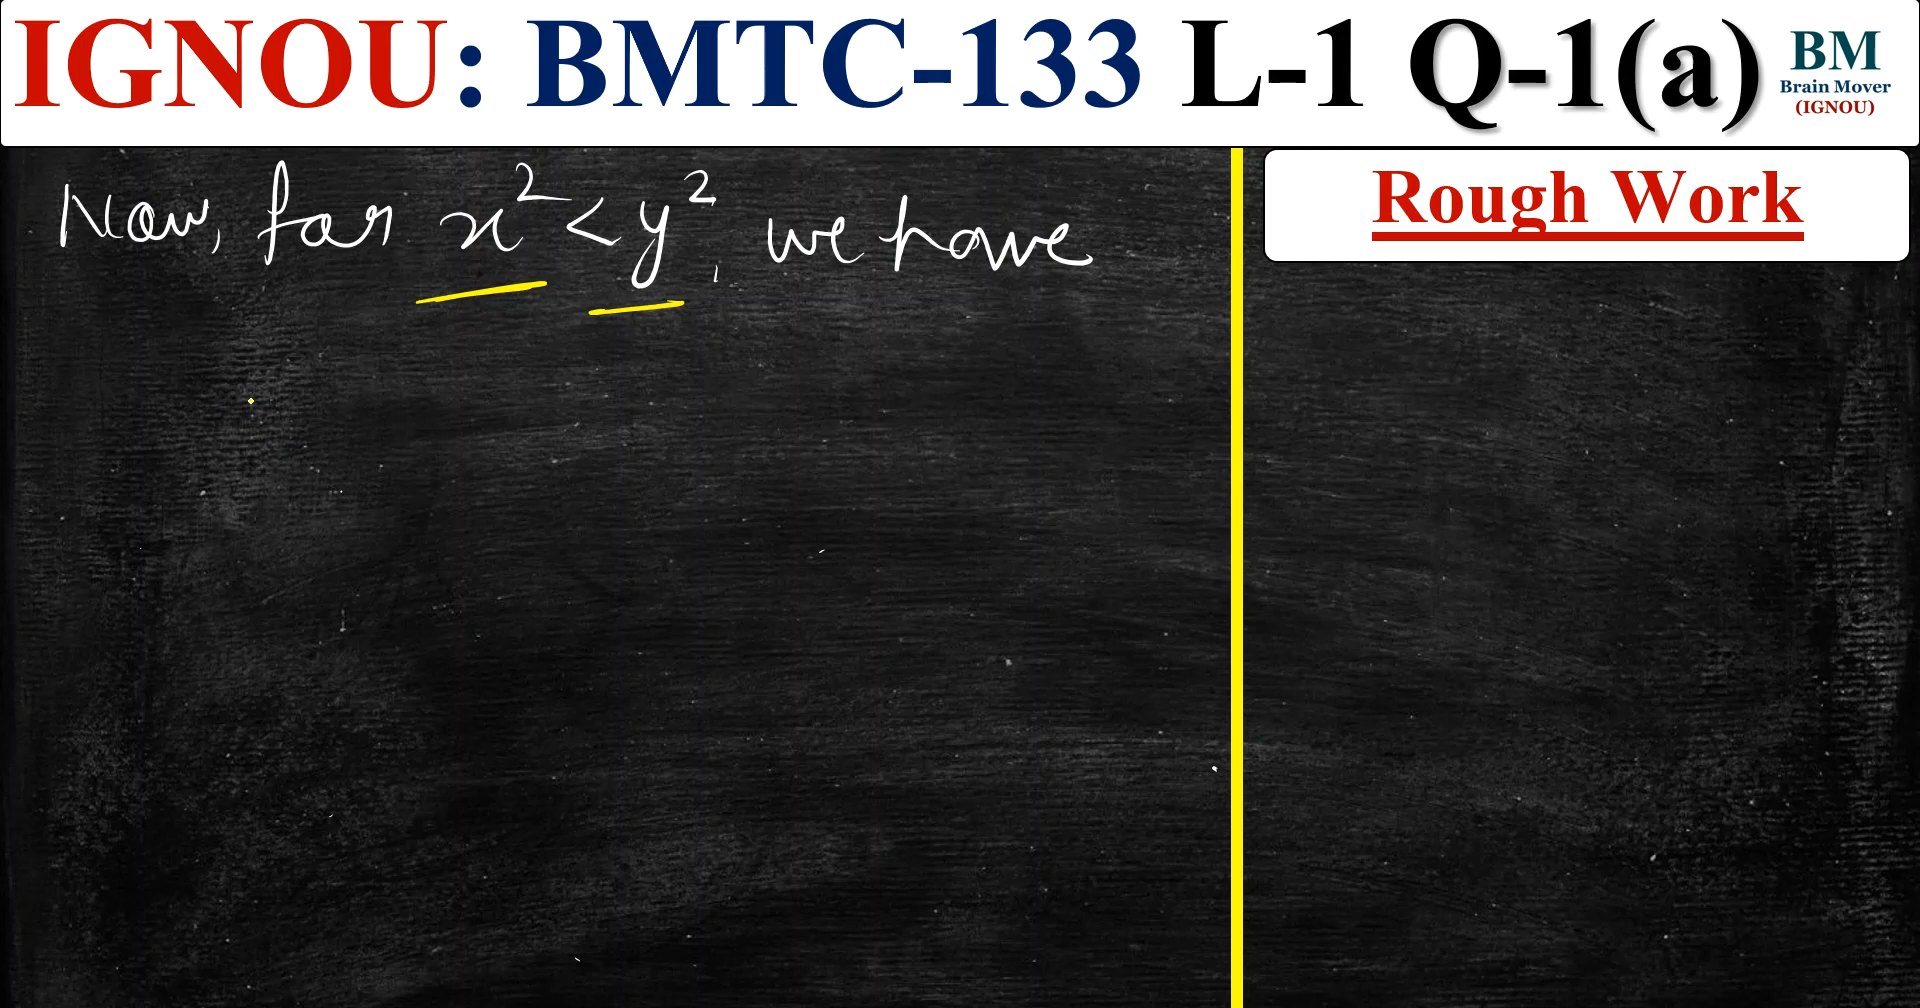 IGNOU: BMTC-133 L-1 Q-1(a)
BM
Brain Mover
(IGNOU)
Now, for x² < y², we have
Rough Work